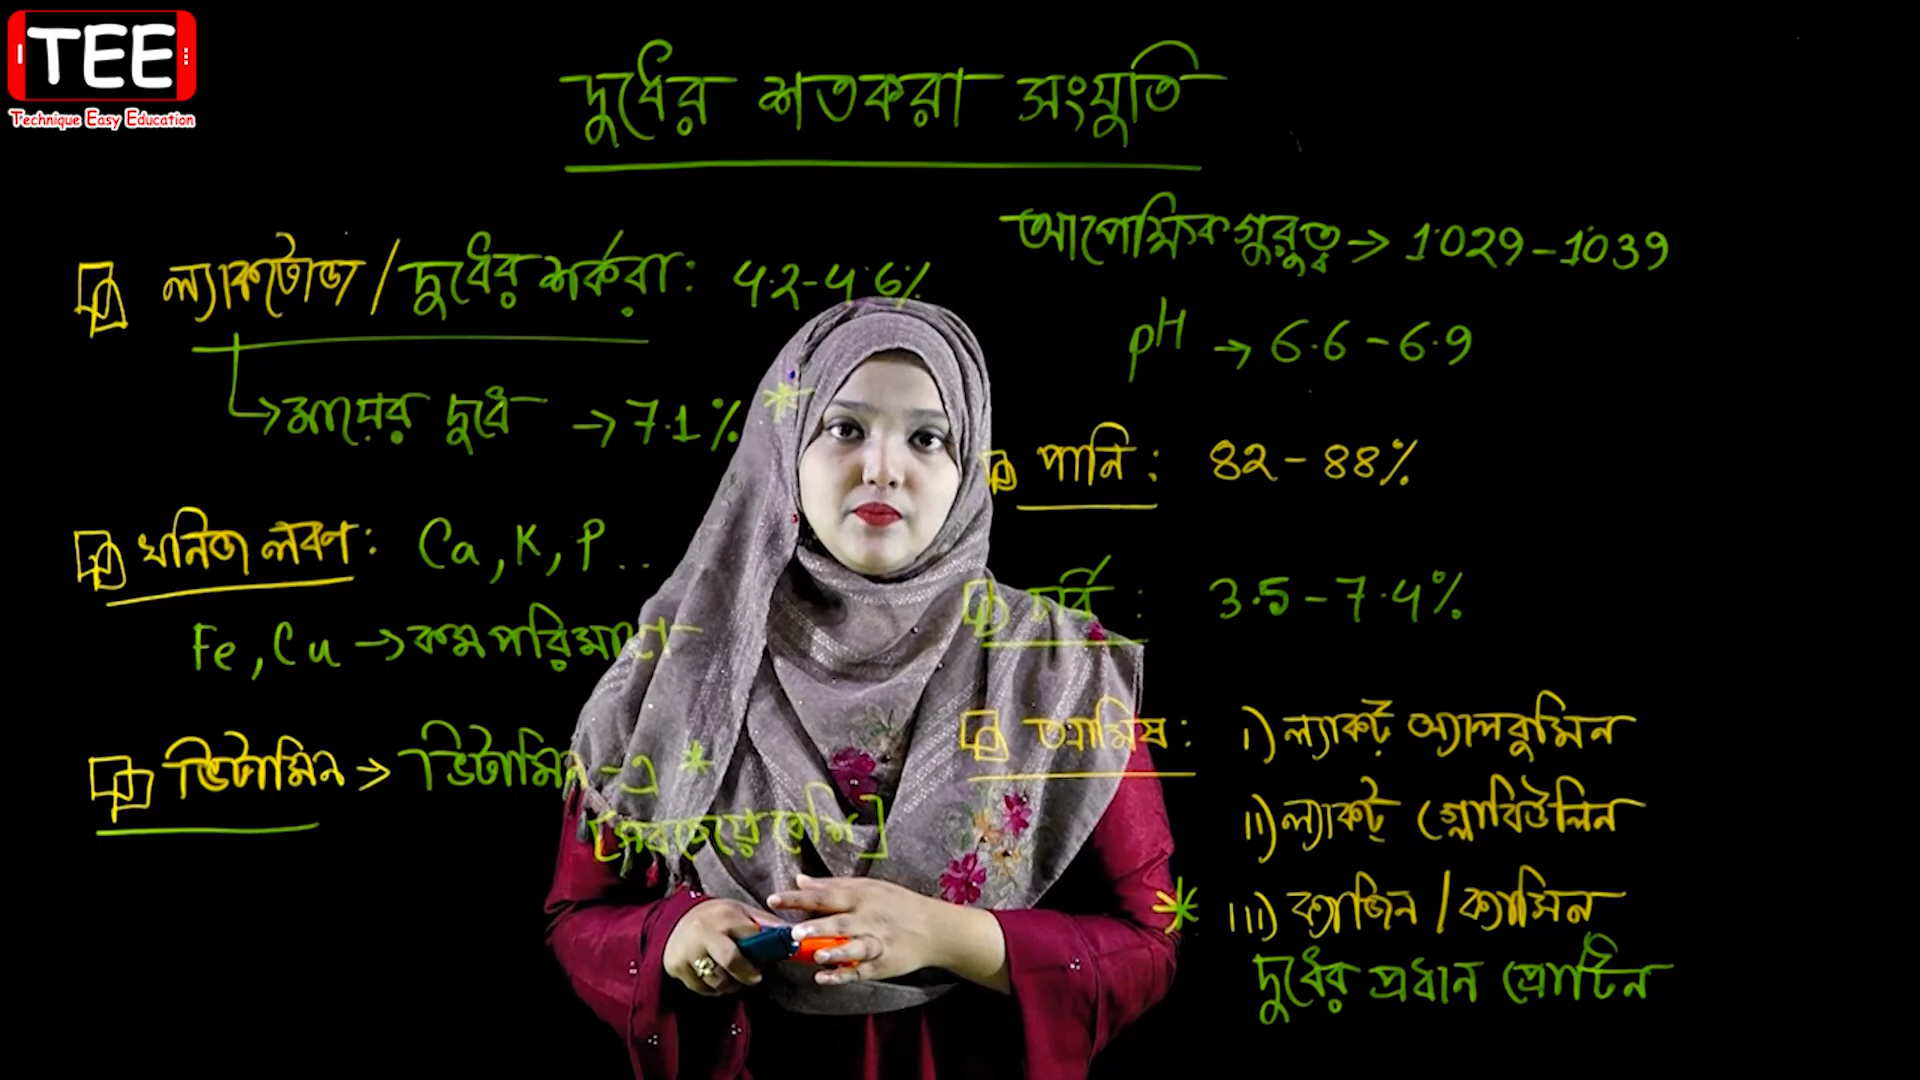 TEE
Technique Easy Education
দুধের শতকরা সংযুতি
ল্যাকটোজ / দুধের শর্করা: 4.2-4.6%
মায়ের দুধে → 7.1% *
খনিজ লবণ: Ca, K, P ...
Fe, Cu → কম পরিমাণে
ভিটামিন → ভিটামিন-এ *
[সবচেয়ে বেশি]
আপেক্ষিক গুরুত্ব → 1.029-1.039
pH → 6.6-6.9
পানি: 82-88%
চর্বি: 3.5-7.4%
আমিষ: i) ল্যাকট্ অ্যালবুমিন
ii) ল্যাকট্ গ্লোবিউলিন
* iii) ক্যাজিন / ক্যাসিন
দুধের প্রধান প্রোটিন